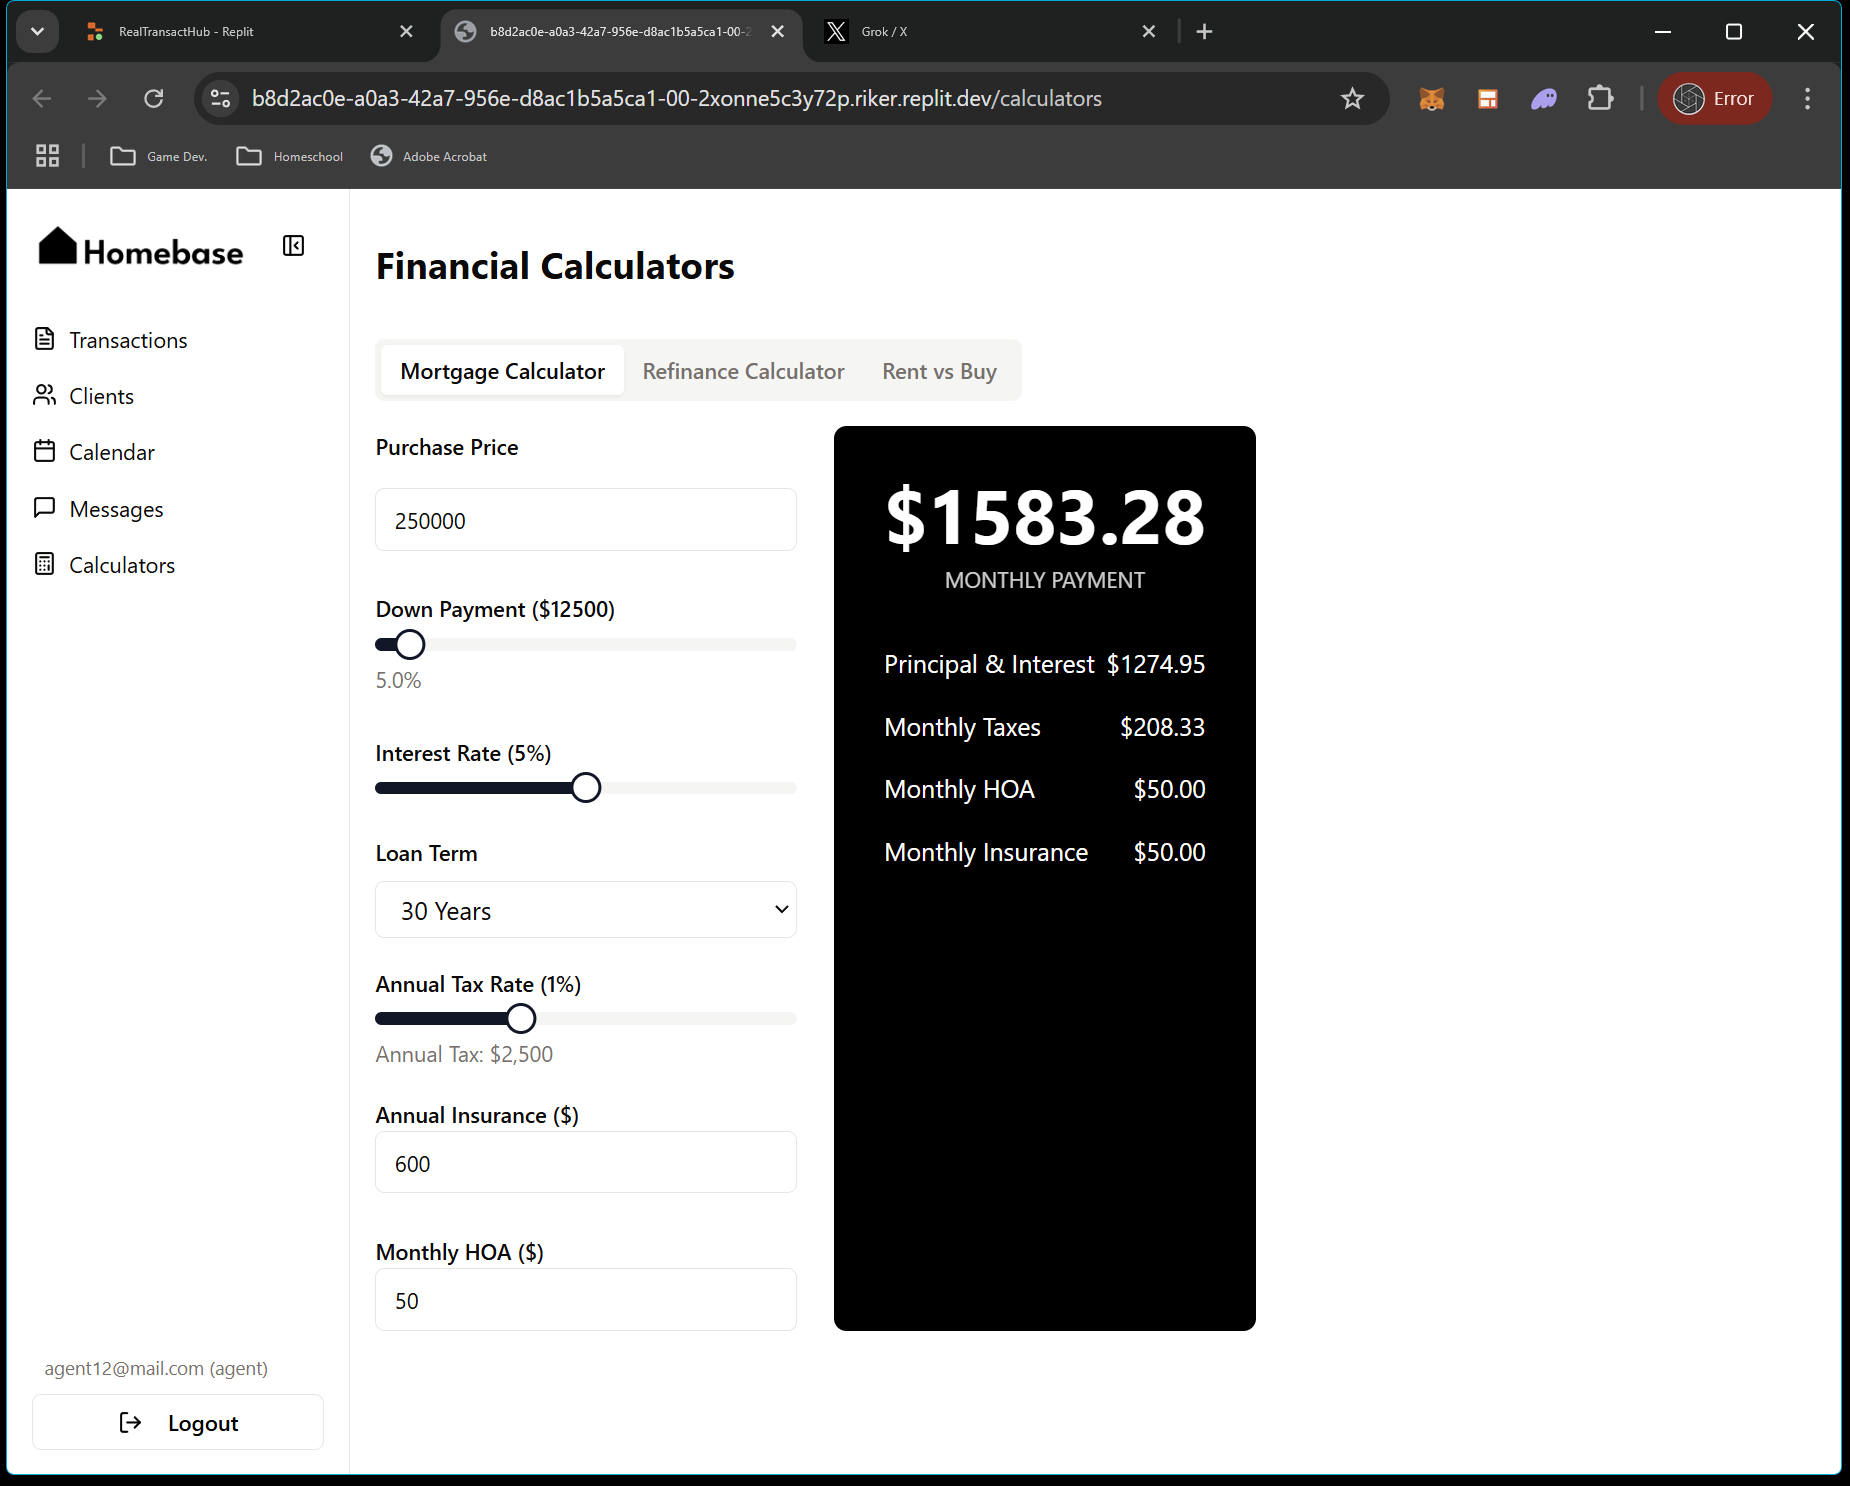 RealTransactHub - Replit
b8d2ac0e-a0a3-42a7-956e-d8ac1b5a5ca1-00-2
Grok / X
b8d2ac0e-a0a3-42a7-956e-d8ac1b5a5ca1-00-2xonne5c3y72p.riker.replit.dev/calculators
Error
Game Dev.
Homeschool
Adobe Acrobat
Homebase
Transactions
Clients
Calendar
Messages
Calculators
agent12@mail.com (agent)
Logout
Financial Calculators
Mortgage Calculator
Refinance Calculator
Rent vs Buy
Purchase Price
250000
Down Payment ($12500)
5.0%
Interest Rate (5%)
Loan Term
30 Years
Annual Tax Rate (1%)
Annual Tax: $2,500
Annual Insurance ($)
600
Monthly HOA ($)
50
$1583.28
MONTHLY PAYMENT
Principal & Interest $1274.95
Monthly Taxes $208.33
Monthly HOA $50.00
Monthly Insurance $50.00